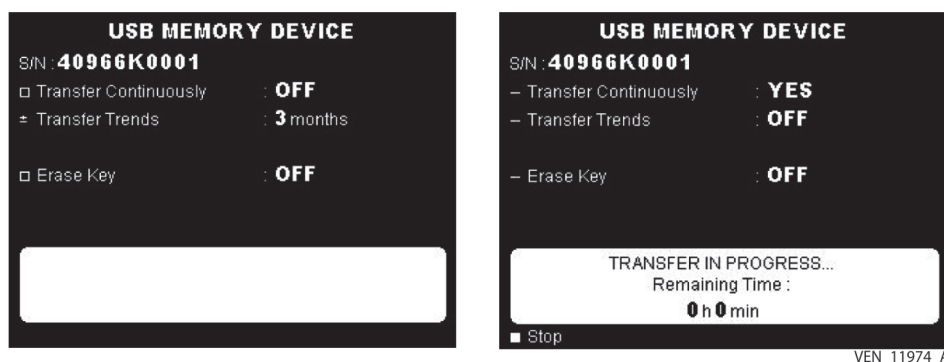 USB MEMORY DEVICE
S/N : 40966K0001
Transfer Continuously : OFF
± Transfer Trends : 3 months
Erase Key : OFF
USB MEMORY DEVICE
S/N : 40966K0001
– Transfer Continuously : YES
– Transfer Trends : OFF
– Erase Key : OFF
TRANSFER IN PROGRESS...
Remaining Time :
0 h 0 min
Stop
VEN_11974_A